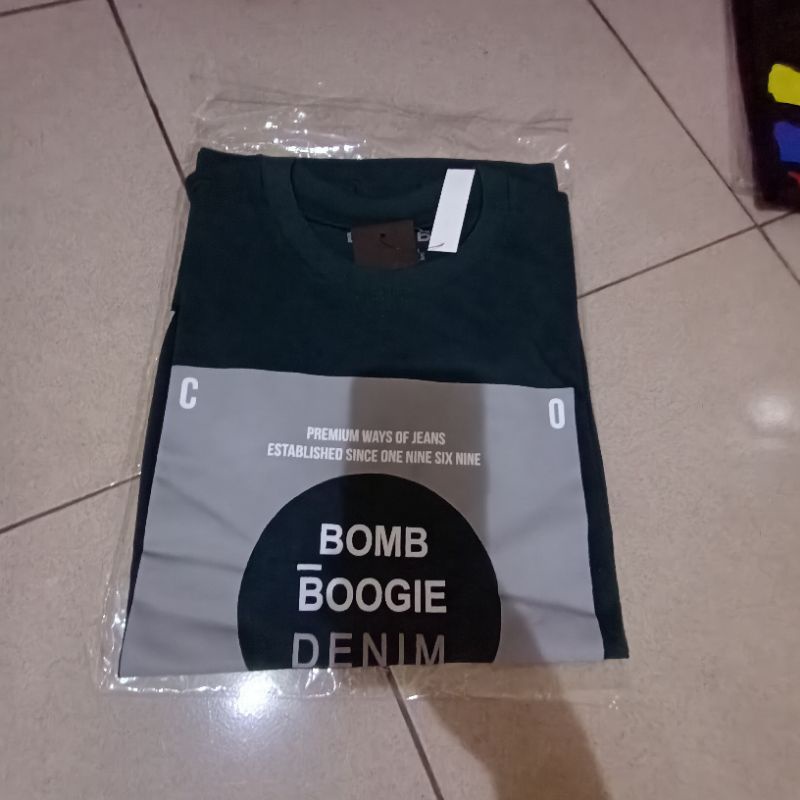 C
O
PREMIUM WAYS OF JEANS
ESTABLISHED SINCE ONE NINE SIX NINE
BOMB
BOOGIE
DENIM